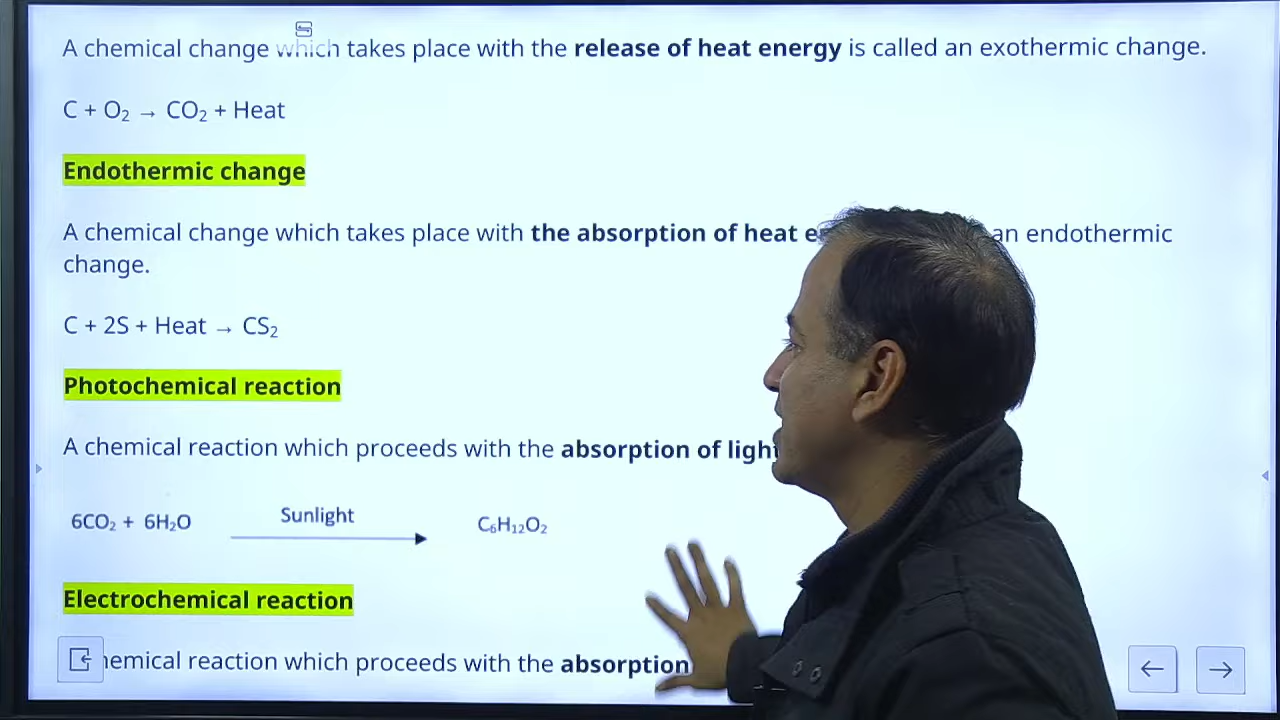 A chemical change which takes place with the release of heat energy is called an exothermic change.
C + O₂ → CO₂ + Heat
Endothermic change
A chemical change which takes place with the absorption of heat an endothermic
change.
C + 2S + Heat → CS₂
Photochemical reaction
A chemical reaction which proceeds with the absorption of light
6CO₂ + 6H₂O Sunlight C₆H₁₂O₂
Electrochemical reaction
reaction which proceeds with the absorption